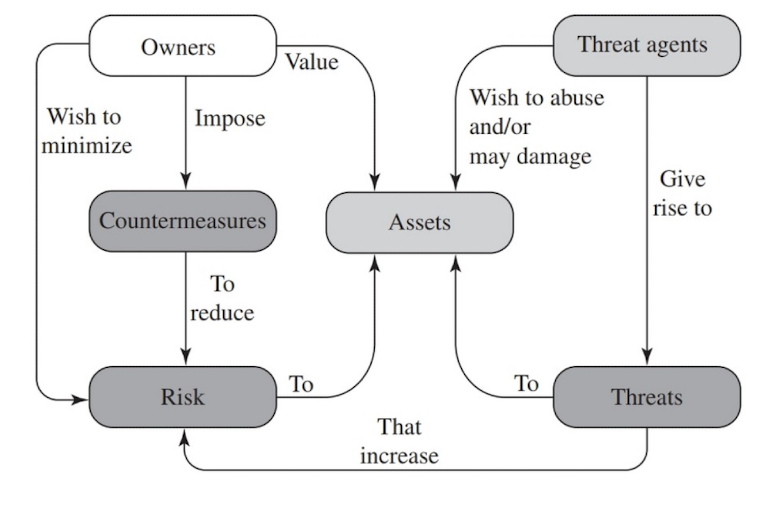 Owners
Threat agents
Value
Wish to
minimize
Impose
Wish to abuse
and/or
may damage
Give
rise to
Countermeasures
Assets
To
reduce
Risk
To
To
Threats
That
increase